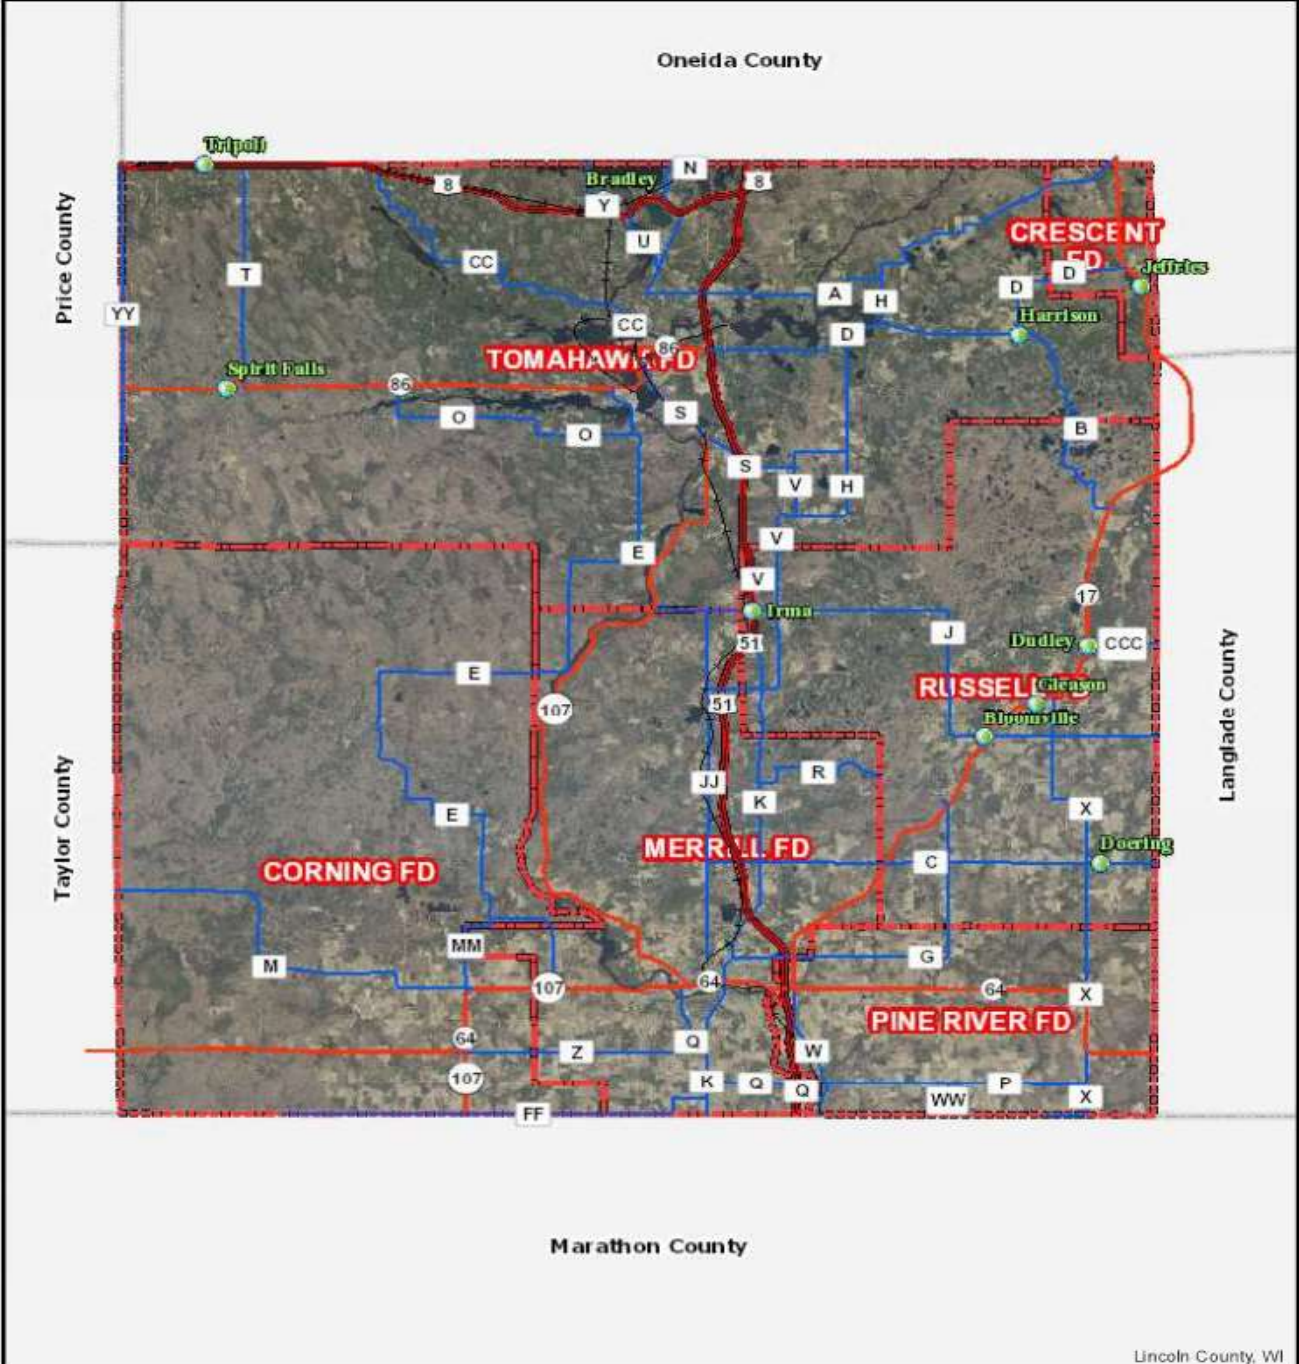 Oneida County
Tripoli
N
Bradley
8
8
Y
Price County
CRESCENT
FD
U
CC
T
Jeffries
D
D
A
H
YY
Harrison
CC
D
86
TOMAHAWK FD
Spirit Falls
86
S
O
B
O
S
V
H
V
E
V
17
Irma
J
51
Dudley
CCC
E
Gleason
RUSSELL FD
51
107
Bloomville
Langlade County
R
JJ
K
X
E
Taylor County
Doering
MERRILL FD
C
CORNING FD
MM
G
M
64
107
64
X
PINE RIVER FD
64
Q
Z
W
107
K
Q
P
Q
X
WW
FF
Marathon County
Lincoln County, WI